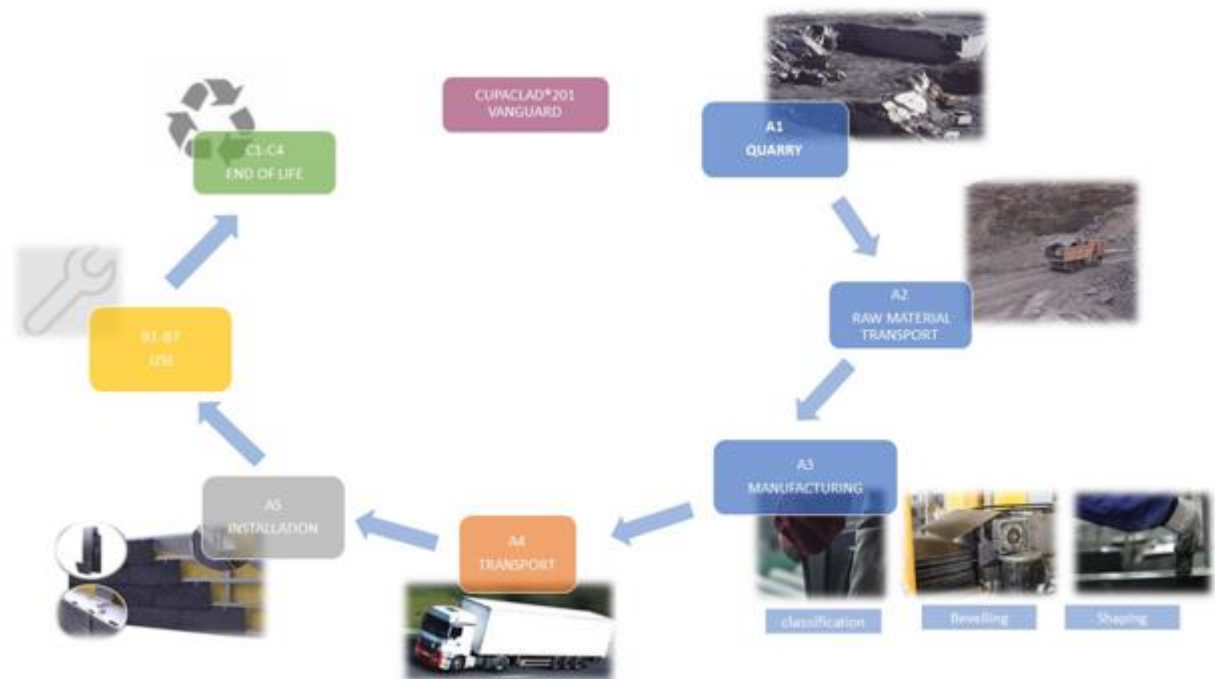 CUPACLAD®201
VANGUARD
A1
QUARRY
A2
RAW MATERIAL
TRANSPORT
A3
MANUFACTURING
classification
Bevelling
Shaping
A4
TRANSPORT
A5
INSTALLATION
B1-B7
USE
C1-C4
END OF LIFE